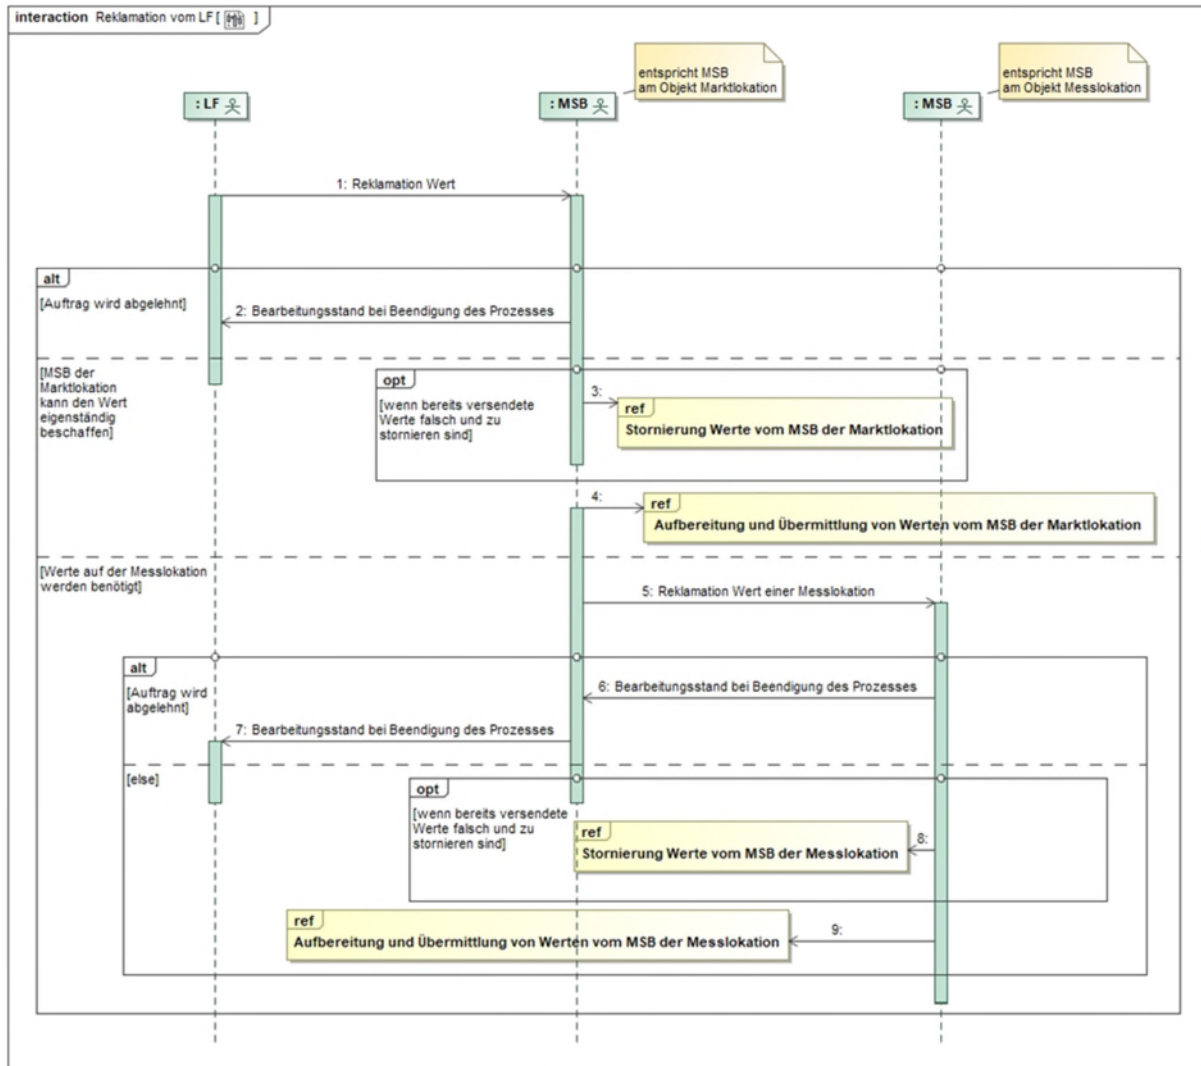 interaction Reklamation vom LF [ ]
entspricht MSB
am Objekt Marktlokation
entspricht MSB
am Objekt Messlokation
: LF
: MSB
: MSB
1: Reklamation Wert
alt
[Auftrag wird abgelehnt]
2: Bearbeitungsstand bei Beendigung des Prozesses
[MSB der
Marktlokation
kann den Wert
eigenständig
beschaffen]
opt
[wenn bereits versendete
Werte falsch und zu
stornieren sind]
3:
ref
Stornierung Werte vom MSB der Marktlokation
4:
ref
Aufbereitung und Übermittlung von Werten vom MSB der Marktlokation
[Werte auf der Messlokation
werden benötigt]
5: Reklamation Wert einer Messlokation
alt
[Auftrag wird
abgelehnt]
6: Bearbeitungsstand bei Beendigung des Prozesses
7: Bearbeitungsstand bei Beendigung des Prozesses
[else]
opt
[wenn bereits versendete
Werte falsch und zu
stornieren sind]
ref
Stornierung Werte vom MSB der Messlokation
8:
ref
Aufbereitung und Übermittlung von Werten vom MSB der Messlokation
9: